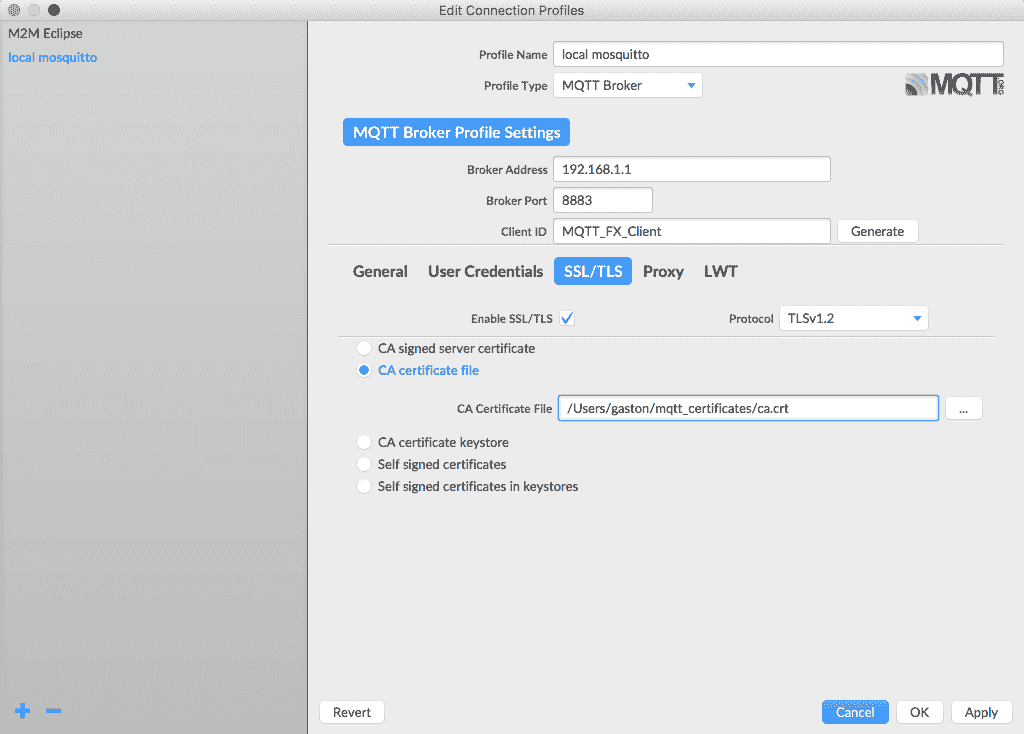 Edit Connection Profiles
M2M Eclipse
local mosquitto
Profile Name local mosquitto
Profile Type MQTT Broker
MQTT.ORG
MQTT Broker Profile Settings
Broker Address 192.168.1.1
Broker Port 8883
Client ID MQTT_FX_Client Generate
General User Credentials SSL/TLS Proxy LWT
Enable SSL/TLS Protocol TLSv1.2
CA signed server certificate
CA certificate file
CA Certificate File /Users/gaston/mqtt_certificates/ca.crt ...
CA certificate keystore
Self signed certificates
Self signed certificates in keystores
Revert Cancel OK Apply